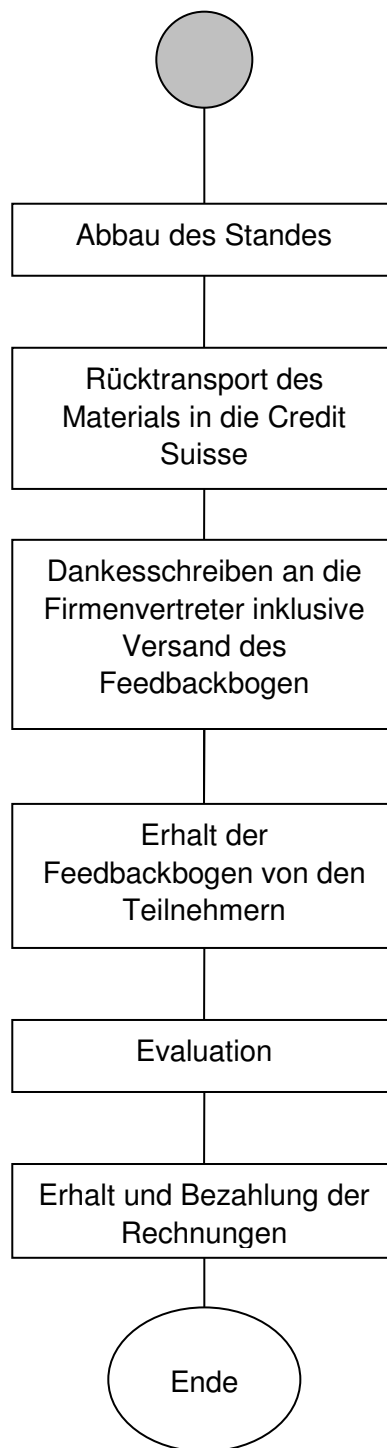 Abbau des Standes
Rücktransport des
Materials in die Credit
Suisse
Dankesschreiben an die
Firmenvertreter inklusive
Versand des
Feedbackbogen
Erhalt der
Feedbackbogen von den
Teilnehmern
Evaluation
Erhalt und Bezahlung der
Rechnungen
Ende